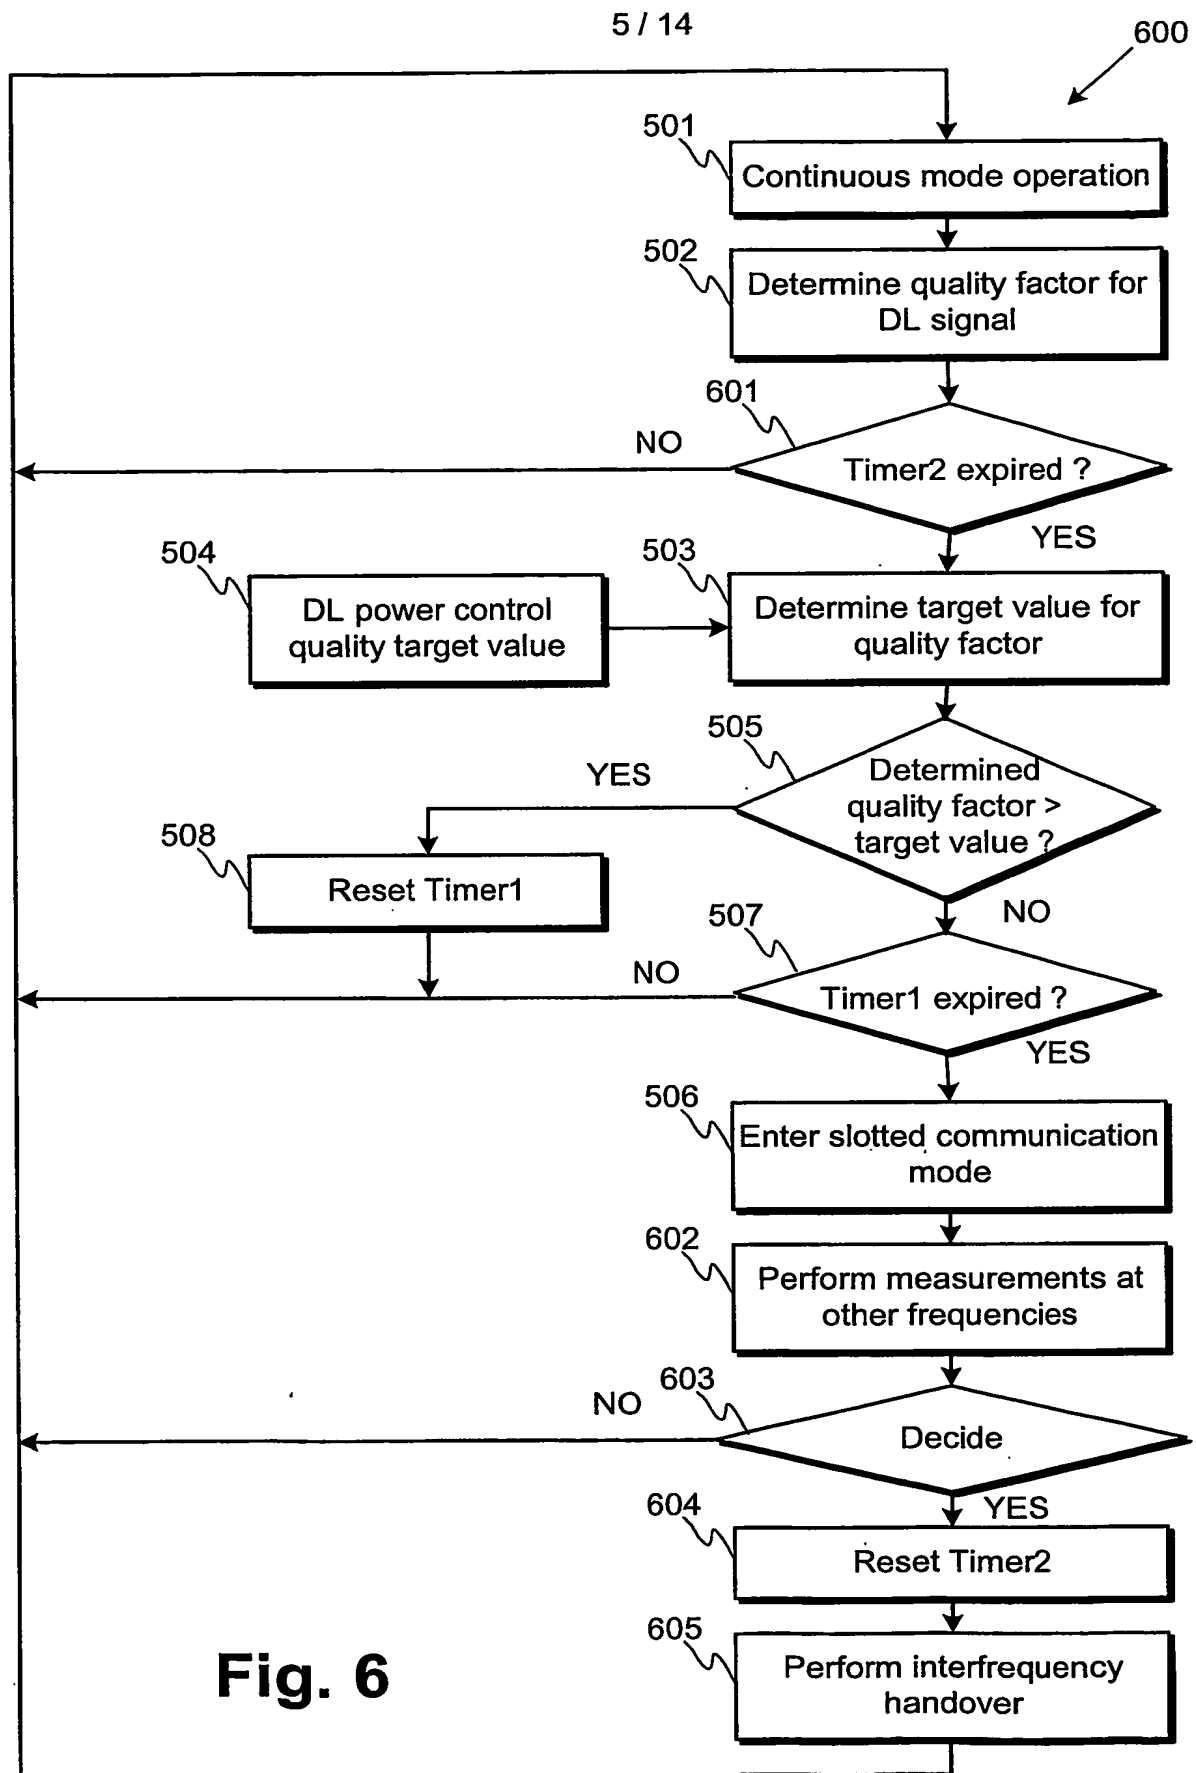 5 / 14
600
501
Continuous mode operation
502
Determine quality factor for
DL signal
601
NO
Timer2 expired ?
YES
504
503
DL power control
quality target value
Determine target value for
quality factor
505
YES
Determined
quality factor >
target value ?
508
Reset Timer1
NO
507
NO
Timer1 expired ?
YES
506
Enter slotted communication
mode
602
Perform measurements at
other frequencies
603
NO
Decide
YES
604
Reset Timer2
605
Perform interfrequency
handover
Fig. 6